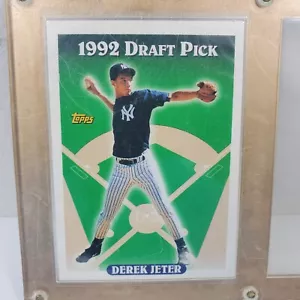 1992 DRAFT PICK
NY
Topps
DEREK JETER